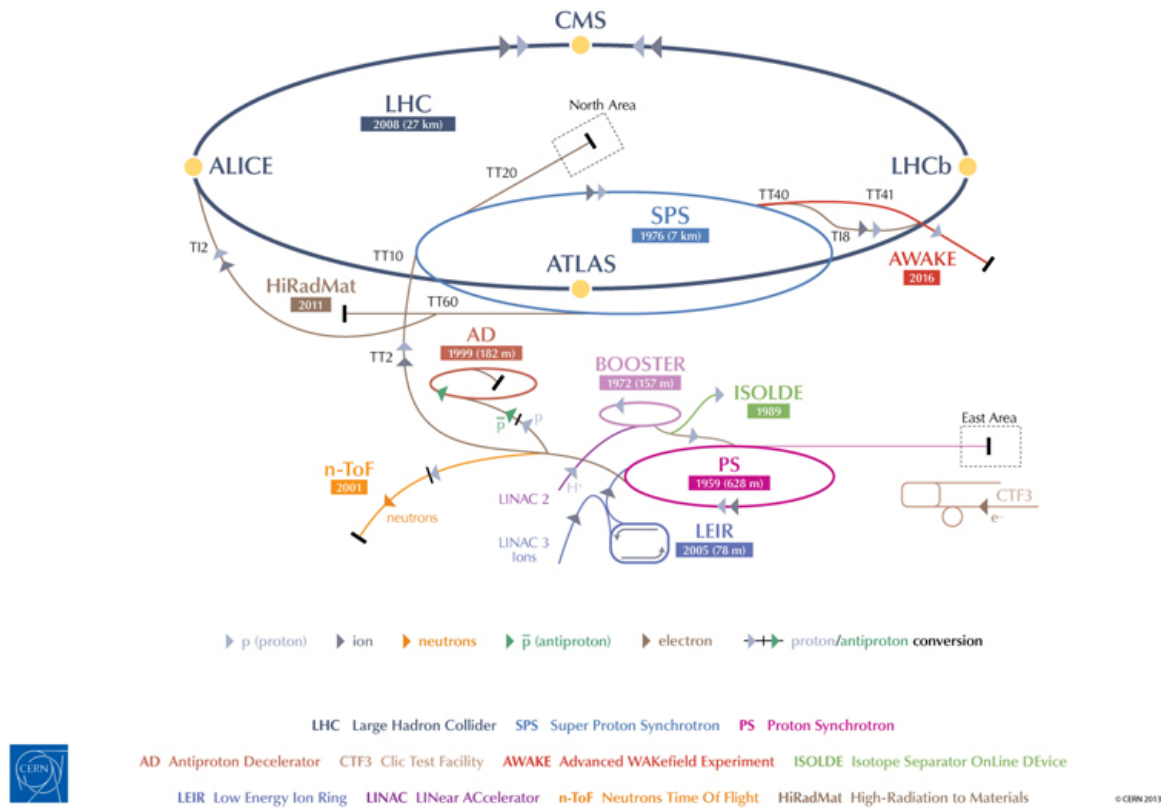 CMS
LHC
2008 (27 km)
North Area
ALICE
LHCb
TT20
TT40
TT41
SPS
1976 (7 km)
TI8
TI2
TT10
ATLAS
AWAKE
2016
HiRadMat
2011
TT60
AD
1999 (182 m)
TT2
BOOSTER
1972 (157 m)
ISOLDE
1989
p
p̅
East Area
n-ToF
2001
PS
1959 (628 m)
LINAC 2
H⁺
neutrons
CTF3
e⁻
LEIR
2005 (78 m)
LINAC 3
Ions
p (proton) ion neutrons p̅ (antiproton) electron proton/antiproton conversion
LHC Large Hadron Collider SPS Super Proton Synchrotron PS Proton Synchrotron
AD Antiproton Decelerator CTF3 Clic Test Facility AWAKE Advanced WAKefield Experiment ISOLDE Isotope Separator OnLine DEvice
LEIR Low Energy Ion Ring LINAC LINear ACcelerator n-ToF Neutrons Time Of Flight HiRadMat High-Radiation to Materials
CERN
© CERN 2013